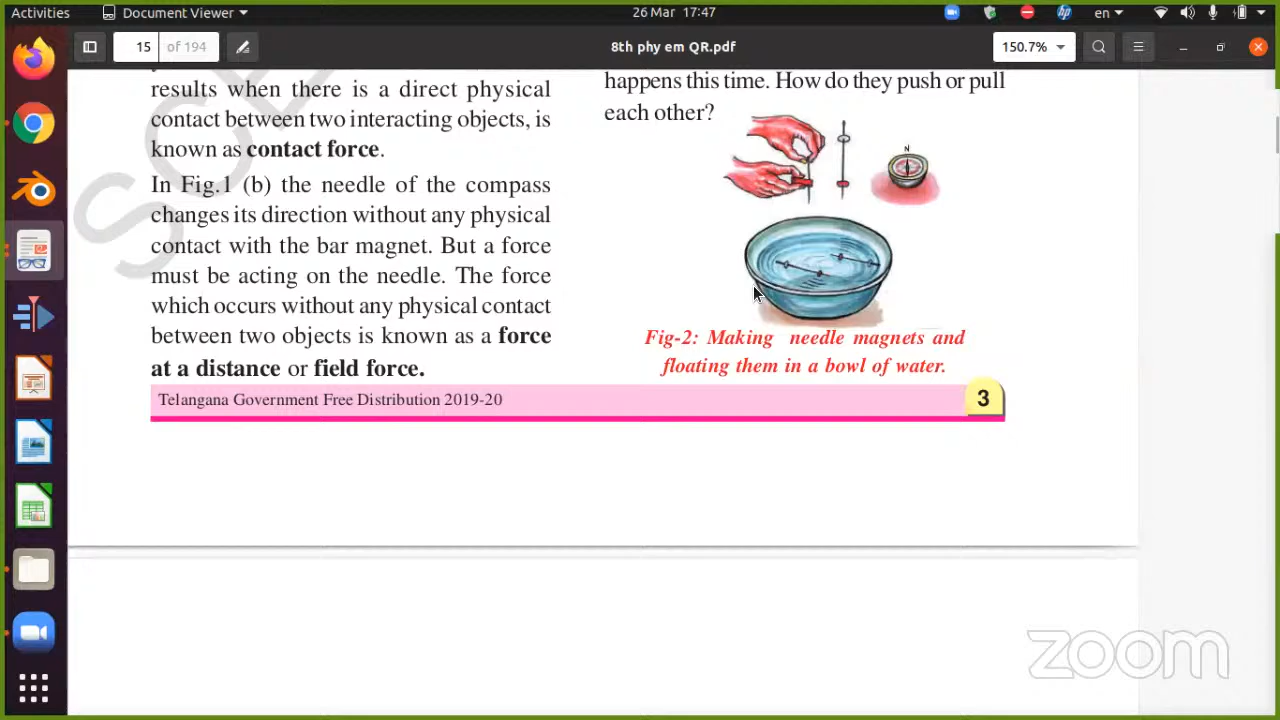 Activities
Document Viewer
26 Mar 17:47
en
15
of 194
8th phy em QR.pdf
150.7%
results when there is a direct physical
contact between two interacting objects, is
known as contact force.
In Fig.1 (b) the needle of the compass
changes its direction without any physical
contact with the bar magnet. But a force
must be acting on the needle. The force
which occurs without any physical contact
between two objects is known as a force
at a distance or field force.
happens this time. How do they push or pull
each other?
N
Fig-2: Making needle magnets and
floating them in a bowl of water.
Telangana Government Free Distribution 2019-20
3
zoom